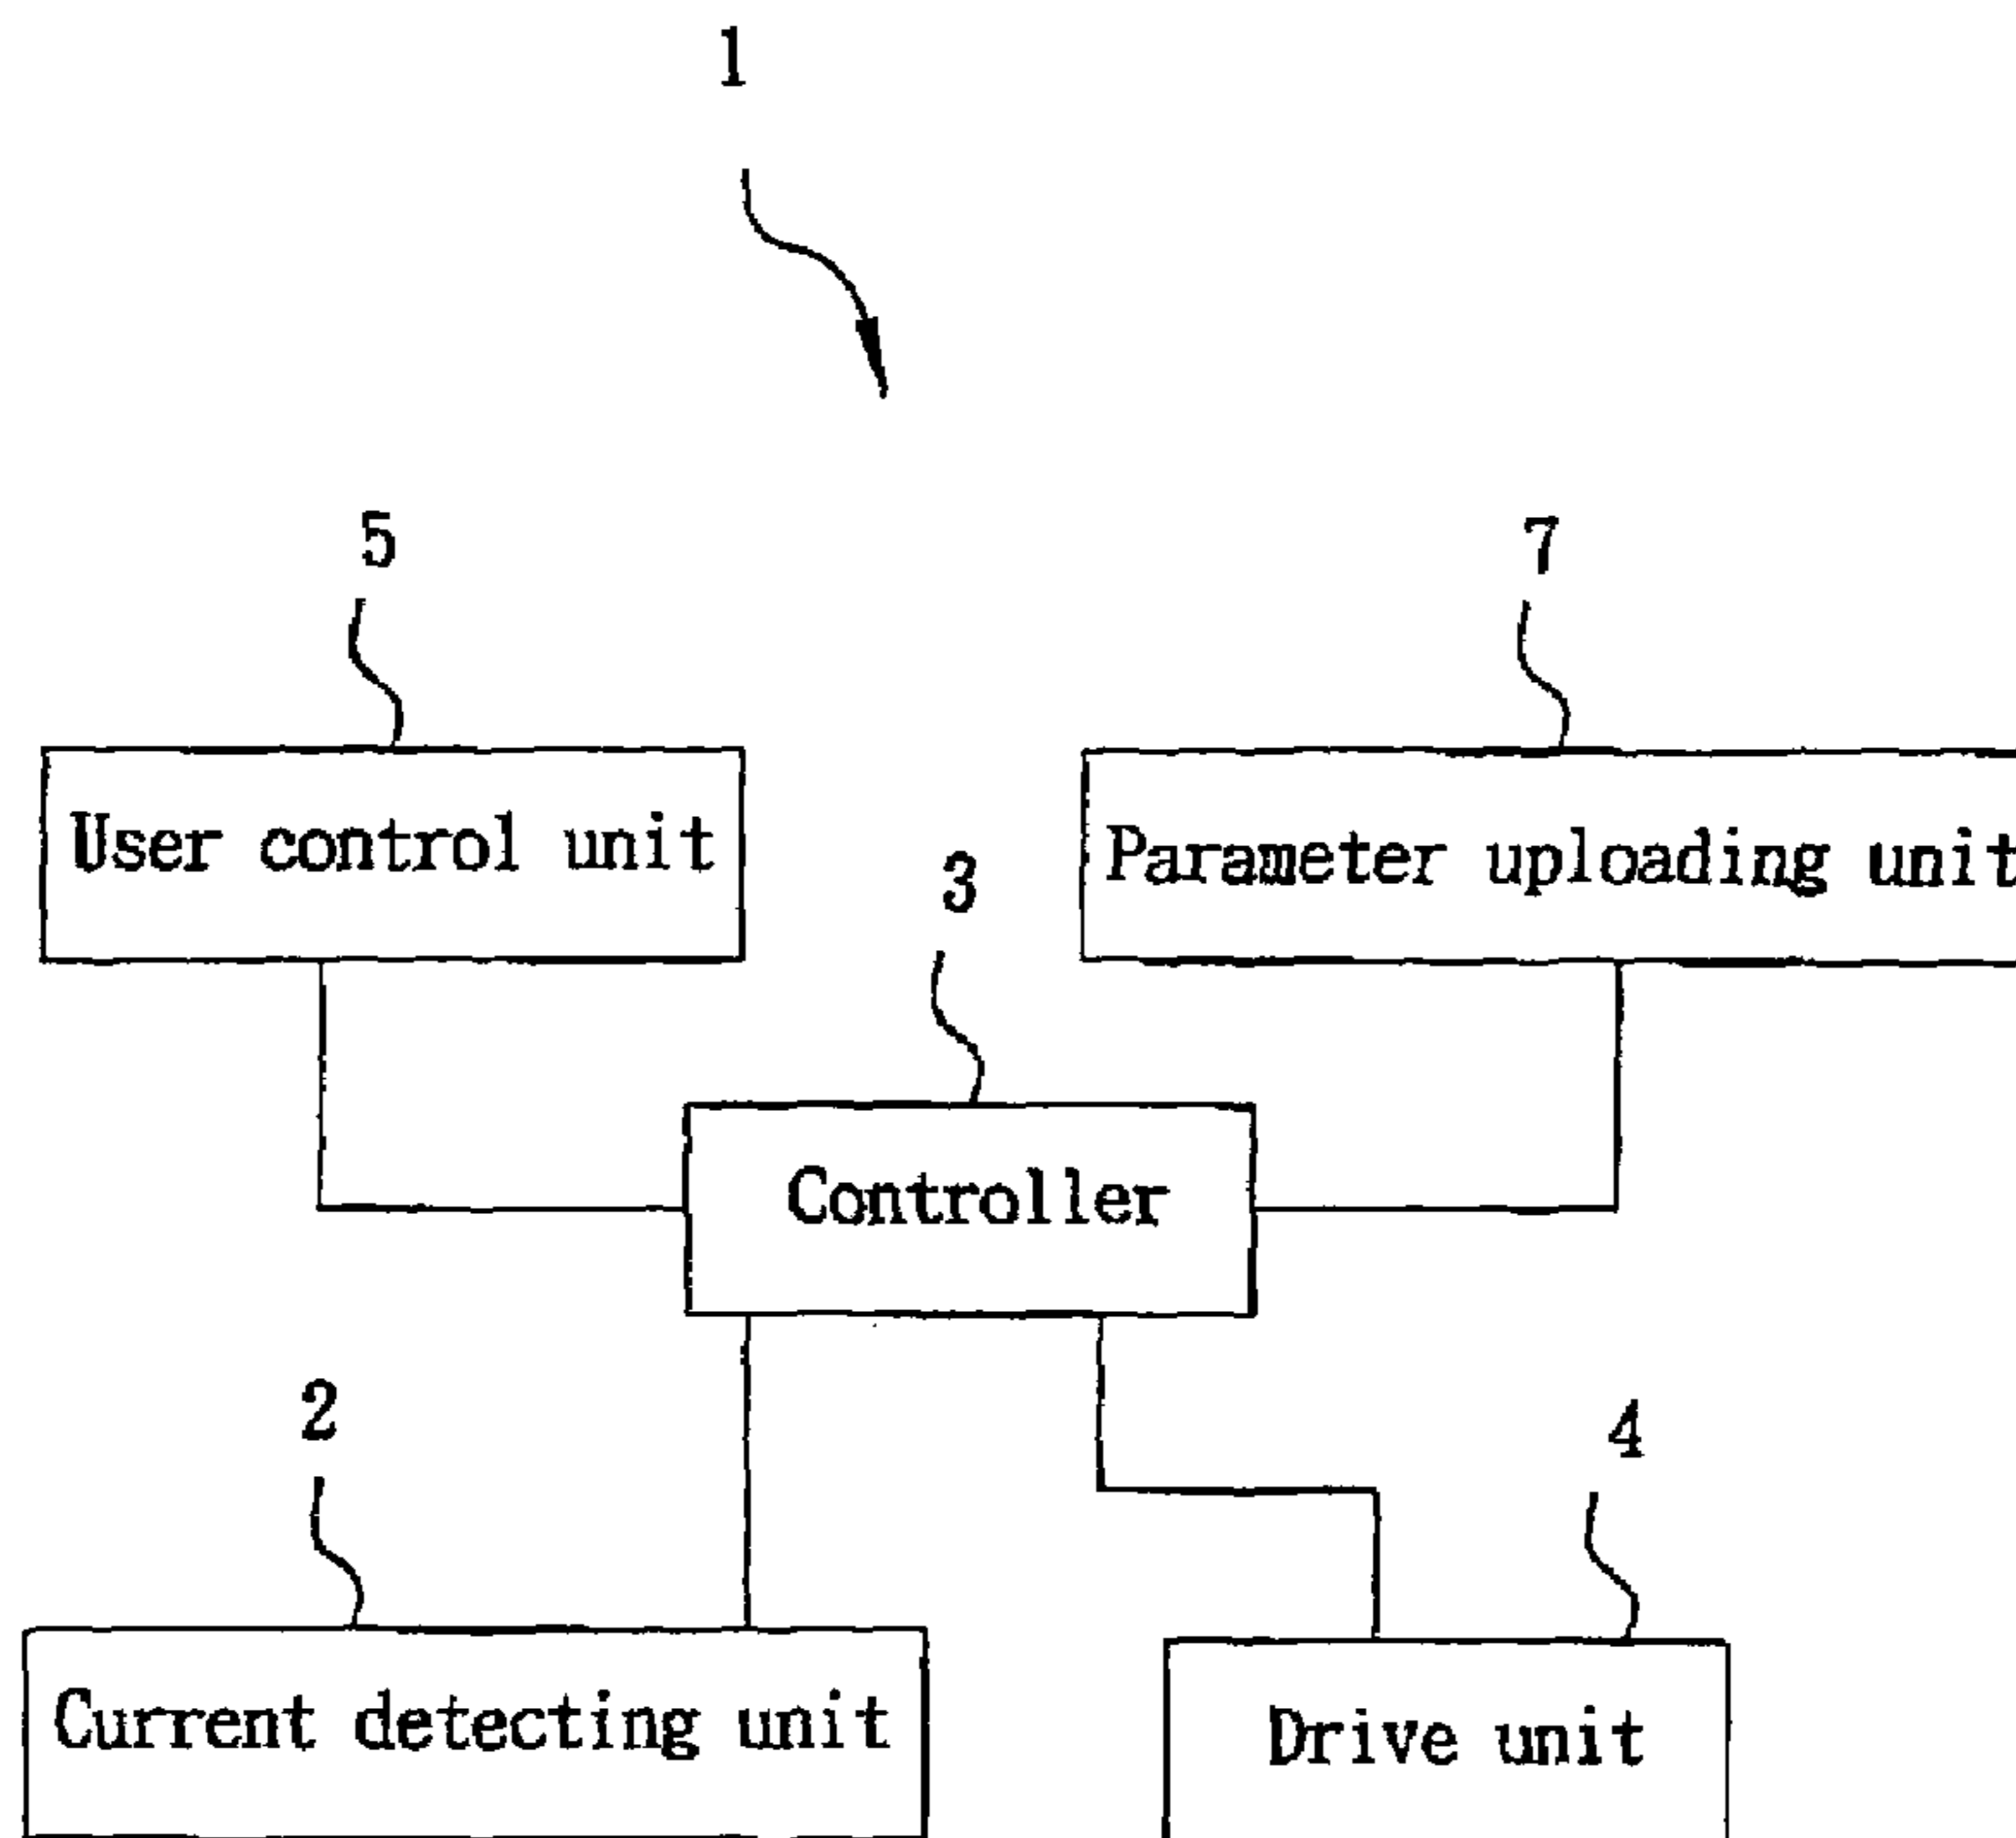 1
5
7
User control unit
Parameter uploading unit
3
Controller
2
4
Current detecting unit
Drive unit